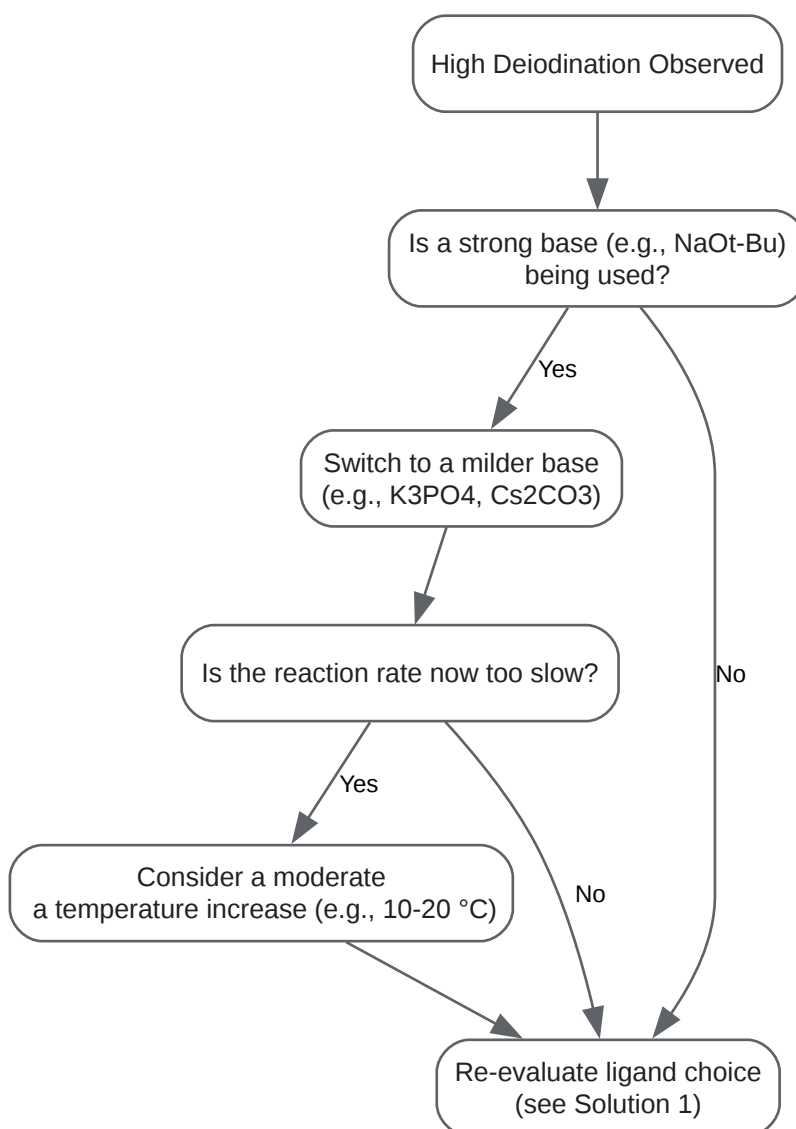 High Deiodination Observed
Is a strong base (e.g., NaOt-Bu)
being used?
Yes
Switch to a milder base
(e.g., K3PO4, Cs2CO3)
Is the reaction rate now too slow?
No
Yes
Consider a moderate
a temperature increase (e.g., 10-20 °C)
No
Re-evaluate ligand choice
(see Solution 1)